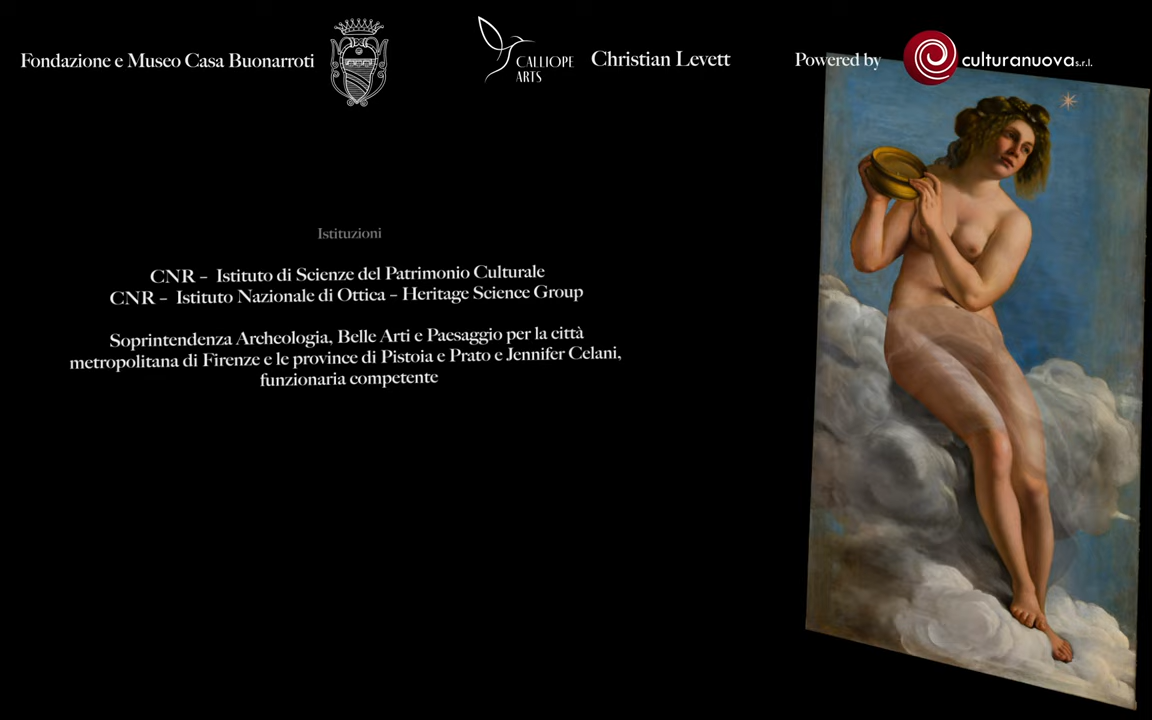 Fondazione e Museo Casa Buonarroti
CALLIOPE
ARTS
Christian Levett
Powered by
culturanuova s.r.l.
Istituzioni
CNR – Istituto di Scienze del Patrimonio Culturale
CNR – Istituto Nazionale di Ottica – Heritage Science Group
Soprintendenza Archeologia, Belle Arti e Paesaggio per la città
metropolitana di Firenze e le province di Pistoia e Prato e Jennifer Celani,
funzionaria competente